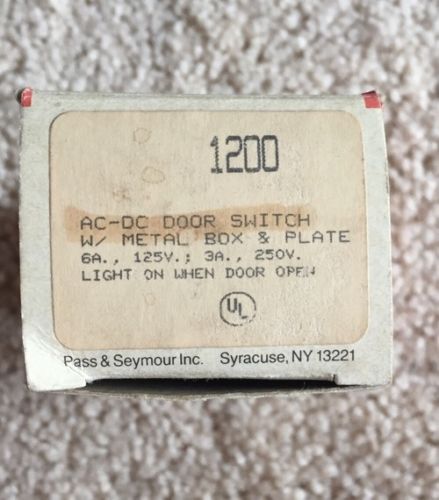 1200
AC-DC DOOR SWITCH
W/ METAL BOX & PLATE
6A., 125V.; 3A., 250V.
LIGHT ON WHEN DOOR OPEN
UL
Pass & Seymour Inc. Syracuse, NY 13221